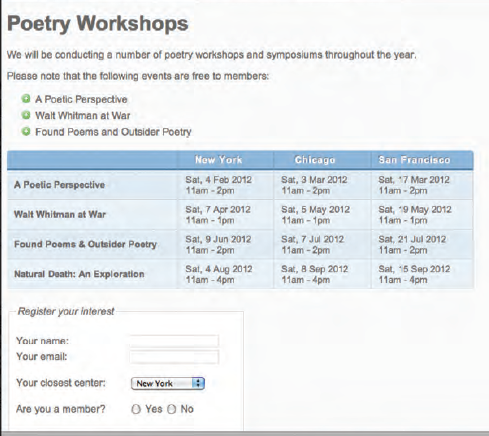 Poetry Workshops
We will be conducting a number of poetry workshops and symposiums throughout the year.
Please note that the following events are free to members:
A Poetic Perspective
Walt Whitman at War
Found Poems and Outsider Poetry
New York Chicago San Francisco
A Poetic Perspective Sat, 4 Feb 2012 Sat, 3 Mar 2012 Sat, 17 Mar 2012
11am - 2pm 11am - 2pm 11am - 2pm
Walt Whitman at War Sat, 7 Apr 2012 Sat, 5 May 2012 Sat, 19 May 2012
11am - 1pm 11am - 1pm 11am - 1pm
Found Poems & Outsider Poetry Sat, 9 Jun 2012 Sat, 7 Jul 2012 Sat, 21 Jul 2012
11am - 2pm 11am - 2pm 11am - 2pm
Natural Death: An Exploration Sat, 4 Aug 2012 Sat, 8 Sep 2012 Sat, 15 Sep 2012
11am - 4pm 11am - 4pm 11am - 4pm
Register your interest
Your name:
Your email:
Your closest center: New York
Are you a member? Yes No